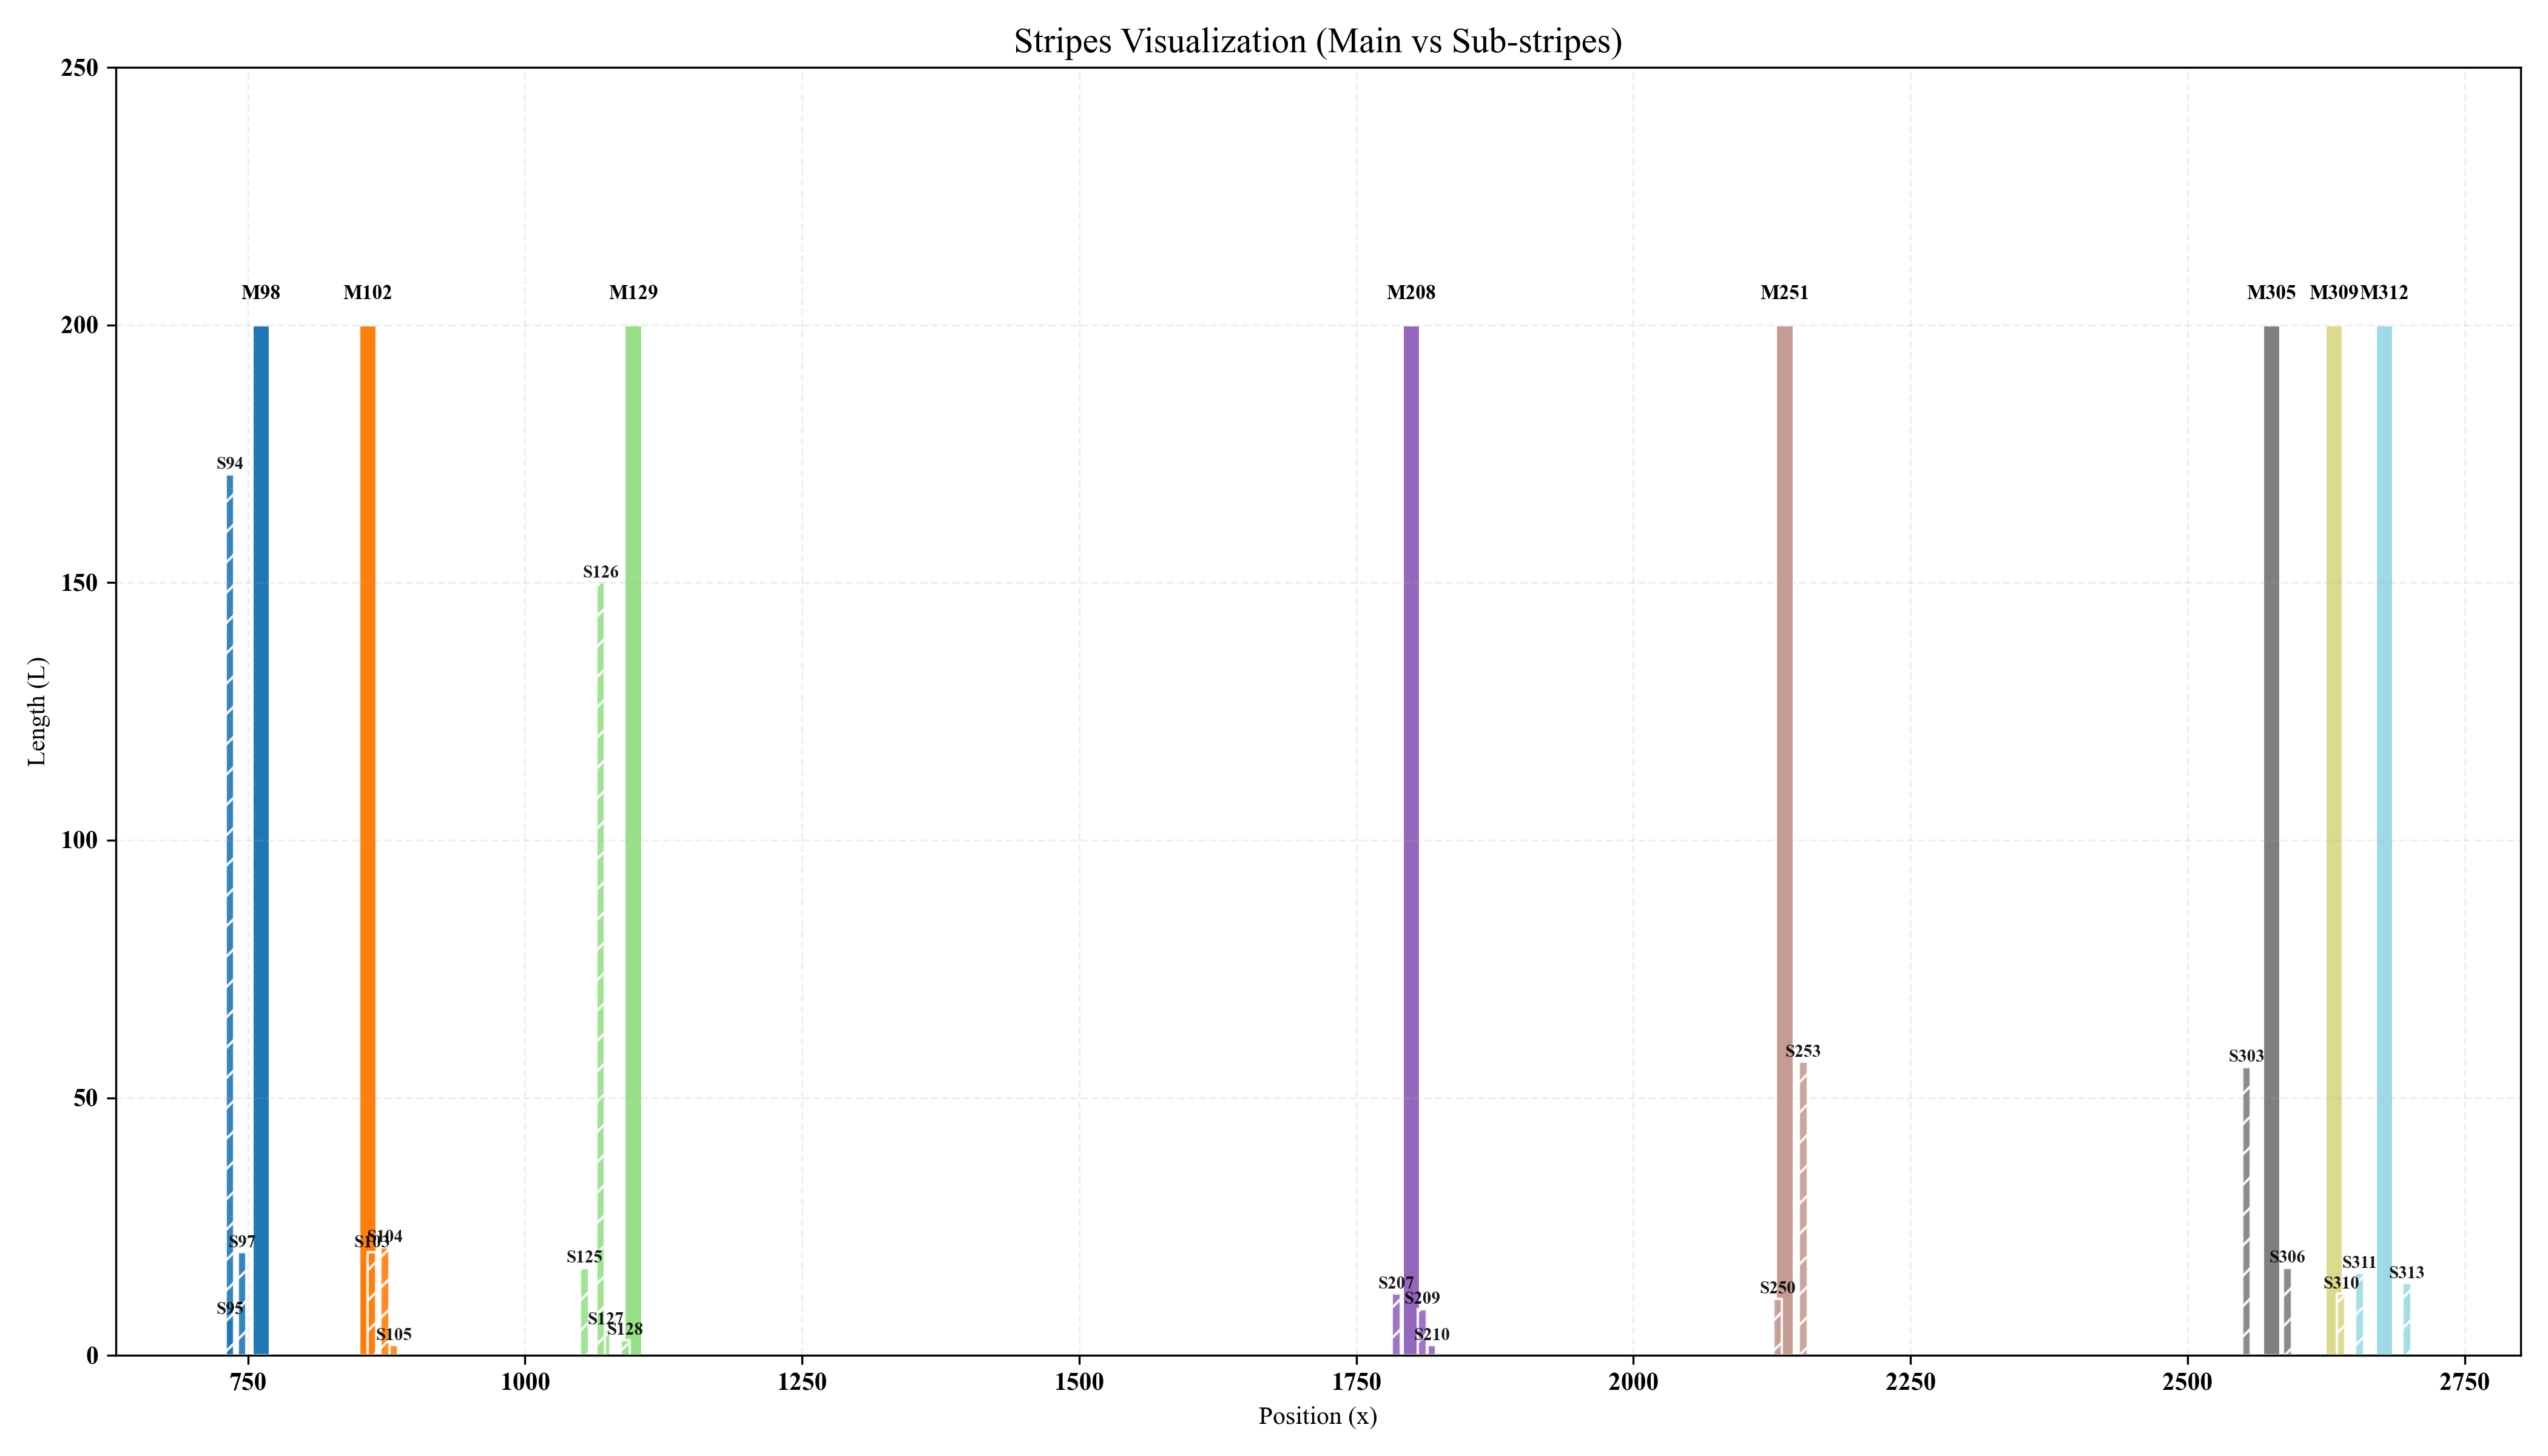 Stripes Visualization (Main vs Sub-stripes)
250
M98 M102 M129 M208 M251 M305 M309 M312
200
S94
150
S126
Length (L)
100
50
S253
S303
S97
S103
S104
S125
S306
S311
S313
S207
S310
S250
S209
S95
S127
S128
S105
S210
0
750 1000 1250 1500 1750 2000 2250 2500 2750
Position (x)